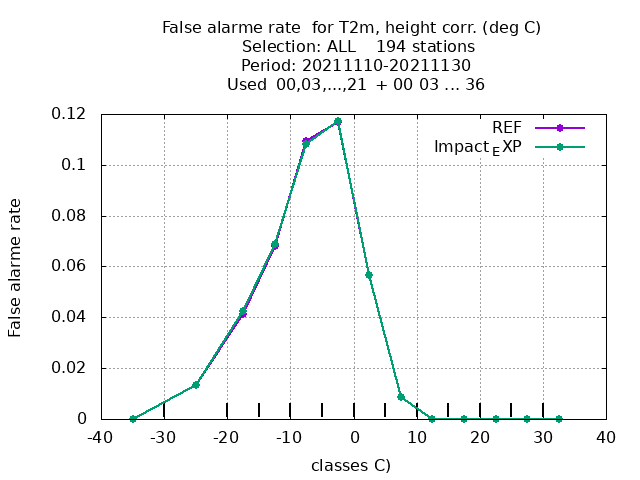 False alarme rate  for T2m, height corr. (deg C)
Selection: ALL    194 stations
Period: 20211110-20211130
Used  00,03,...,21  + 00 03 ... 36
REF
Impact_EXP
False alarme rate
0.12
0.1
0.08
0.06
0.04
0.02
0
-40 -30 -20 -10 0 10 20 30 40
classes C)